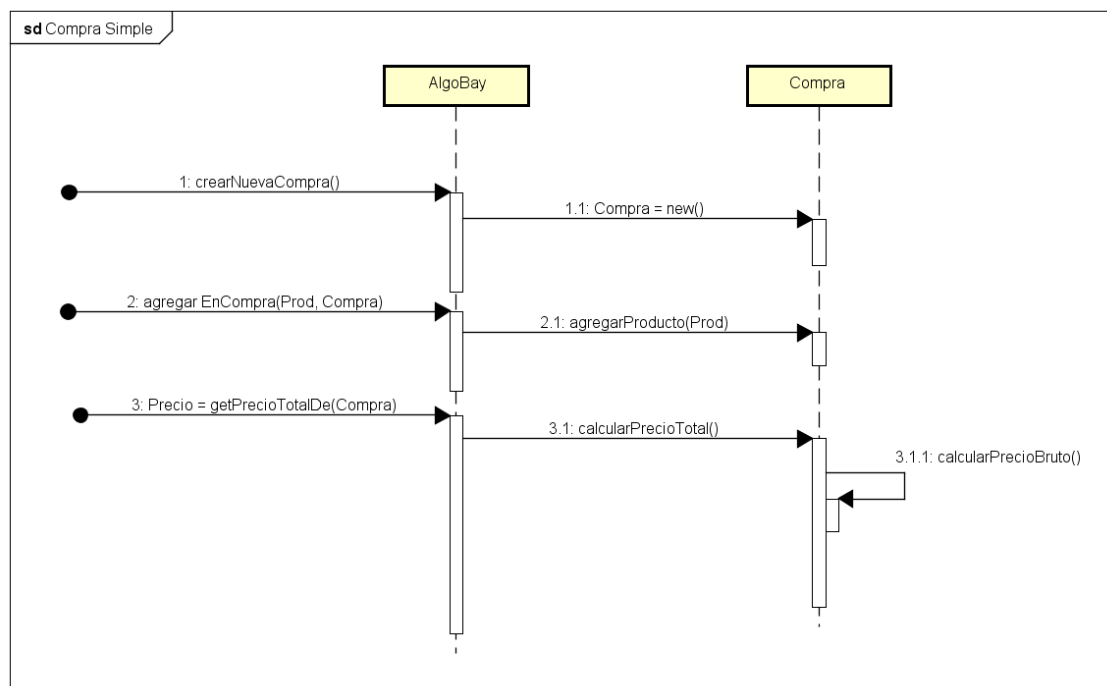 sd Compra Simple
AlgoBay
Compra
1: crearNuevaCompra()
1.1: Compra = new()
2: agregar EnCompra(Prod, Compra)
2.1: agregarProducto(Prod)
3: Precio = getPrecioTotalDe(Compra)
3.1: calcularPrecioTotal()
3.1.1: calcularPrecioBruto()